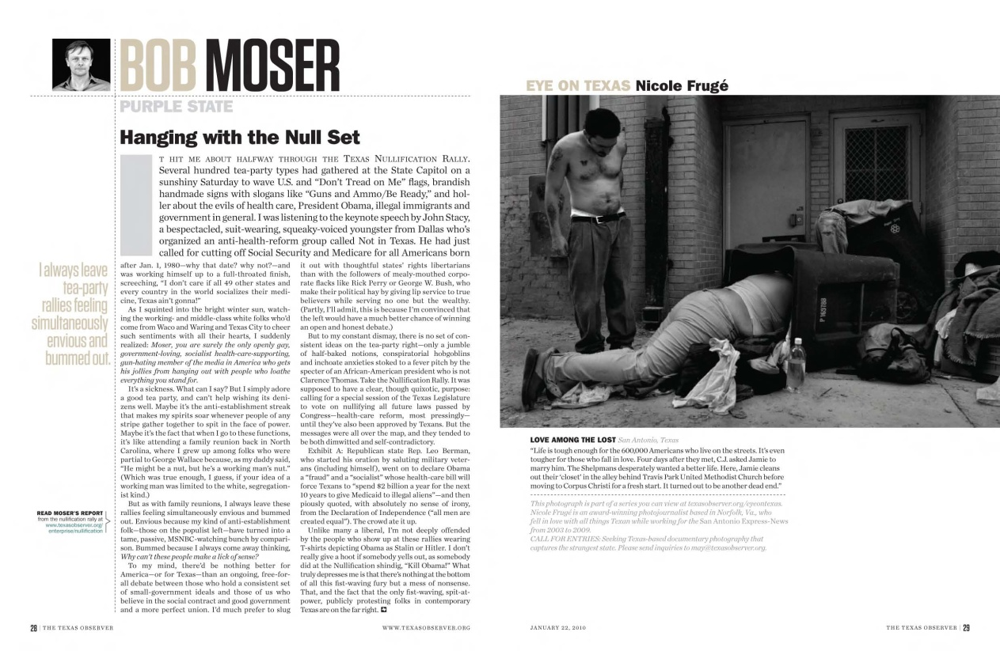 BOB MOSER
PURPLE STATE
Hanging with the Null Set
IT HIT ME ABOUT HALFWAY THROUGH THE TEXAS NULLIFICATION RALLY.
Several hundred tea-party types had gathered at the State Capitol on a
sunshiny Saturday to wave U.S. and “Don’t Tread on Me” flags, brandish
handmade signs with slogans like “Guns and Ammo/Be Ready,” and hol-
ler about the evils of health care, President Obama, illegal immigrants and
government in general. I was listening to the keynote speech by John Stacy,
a bespectacled, suit-wearing, squeaky-voiced youngster from Dallas who’s
organized an anti-health-reform group called Not in Texas. He had just
called for cutting off Social Security and Medicare for all Americans born
after Jan. 1, 1980—why that date? why not?—and
was working himself up to a full-throated finish,
screeching, “I don’t care if all 49 other states and
every country in the world socializes their medi-
cine, Texas ain’t gonna!”
As I squinted into the bright winter sun, watch-
ing the working- and middle-class white folks who’d
come from Waco and Waring and Texas City to cheer
such sentiments with all their hearts, I suddenly
realized: Moser, you are surely the only openly gay,
government-loving, socialist health-care-supporting,
gun-hating member of the media in America who gets
his jollies from hanging out with people who loathe
everything you stand for.
It’s a sickness. What can I say? But I simply adore
a good tea party, and can’t help wishing its deni-
zens well. Maybe it’s the anti-establishment streak
that makes my spirits soar whenever people of any
stripe gather together to spit in the face of power.
Maybe it’s the fact that when I go to these functions,
it’s like attending a family reunion back in North
Carolina, where I grew up among folks who were
partial to George Wallace because, as my daddy said,
“He might be a nut, but he’s a working man’s nut.”
(Which was true enough, I guess, if your idea of a
working man was limited to the white, segregation-
ist kind.)
But as with family reunions, I always leave these
rallies feeling simultaneously envious and bummed
out. Envious because my kind of anti-establishment
folk—those on the populist left—have turned into a
tame, passive, MSNBC-watching bunch by compari-
son. Bummed because I always come away thinking,
Why can’t these people make a lick of sense?
To my mind, there’d be nothing better for
America—or for Texas—than an ongoing, free-for-
all debate between those who hold a consistent set
of small-government ideals and those of us who
believe in the social contract and good government
and a more perfect union. I’d much prefer to slug
it out with thoughtful states’ rights libertarians
than with the followers of mealy-mouthed corpo-
rate flacks like Rick Perry or George W. Bush, who
make their political hay by giving lip service to true
believers while serving no one but the wealthy.
(Partly, I’ll admit, this is because I’m convinced that
the left would have a much better chance of winning
an open and honest debate.)
But to my constant dismay, there is no set of con-
sistent ideas on the tea-party right—only a jumble
of half-baked notions, conspiratorial hobgoblins
and inchoate anxieties stoked to a fever pitch by the
specter of an African-American president who is not
Clarence Thomas. Take the Nullification Rally. It was
supposed to have a clear, though quixotic, purpose:
calling for a special session of the Texas Legislature
to vote on nullifying all future laws passed by
Congress—health-care reform, most pressingly—
until they’ve also been approved by Texans. But the
messages were all over the map, and they tended to
be both dimwitted and self-contradictory.
Exhibit A: Republican state Rep. Leo Berman,
who started his oration by saluting military veter-
ans (including himself), went on to declare Obama
a “fraud” and a “socialist” whose health-care bill will
force Texans to “spend $2 billion a year for the next
10 years to give Medicaid to illegal aliens”—and then
piously quoted, with absolutely no sense of irony,
from the Declaration of Independence (“all men are
created equal”). The crowd ate it up.
Unlike many a liberal, I’m not deeply offended
by the people who show up at these rallies wearing
T-shirts depicting Obama as Stalin or Hitler. I don’t
really give a hoot if somebody yells out, as somebody
did at the Nullification shindig, “Kill Obama!” What
truly depresses me is that there’s nothing at the bottom
of all this fist-waving fury but a mess of nonsense.
That, and the fact that the only fist-waving, spit-at-
power, publicly protesting folks in contemporary
Texas are on the far right.
I always leave
tea-party
rallies feeling
simultaneously
envious and
bummed out.
READ MOSER’S REPORT
from the nullification rally at
www.texasobserver.org/
enterprise/nullification
28 | THE TEXAS OBSERVER
WWW.TEXASOBSERVER.ORG
EYE ON TEXAS Nicole Frugé
P 165780
LOVE AMONG THE LOST San Antonio, Texas
“Life is tough enough for the 600,000 Americans who live on the streets. It’s even
tougher for those who fall in love. Four days after they met, C.J. asked Jamie to
marry him. The Shelpmans desperately wanted a better life. Here, Jamie cleans
out their ‘closet’ in the alley behind Travis Park United Methodist Church before
moving to Corpus Christi for a fresh start. It turned out to be another dead end.”
This photograph is part of a series you can view at texasobserver.org/eyeontexas.
Nicole Frugé is an award-winning photojournalist based in Norfolk, Va., who
fell in love with all things Texan while working for the San Antonio Express-News
from 2003 to 2009.
CALL FOR ENTRIES: Seeking Texas-based documentary photography that
captures the strangest state. Please send inquiries to may@texasobserver.org.
JANUARY 22, 2010
THE TEXAS OBSERVER | 29